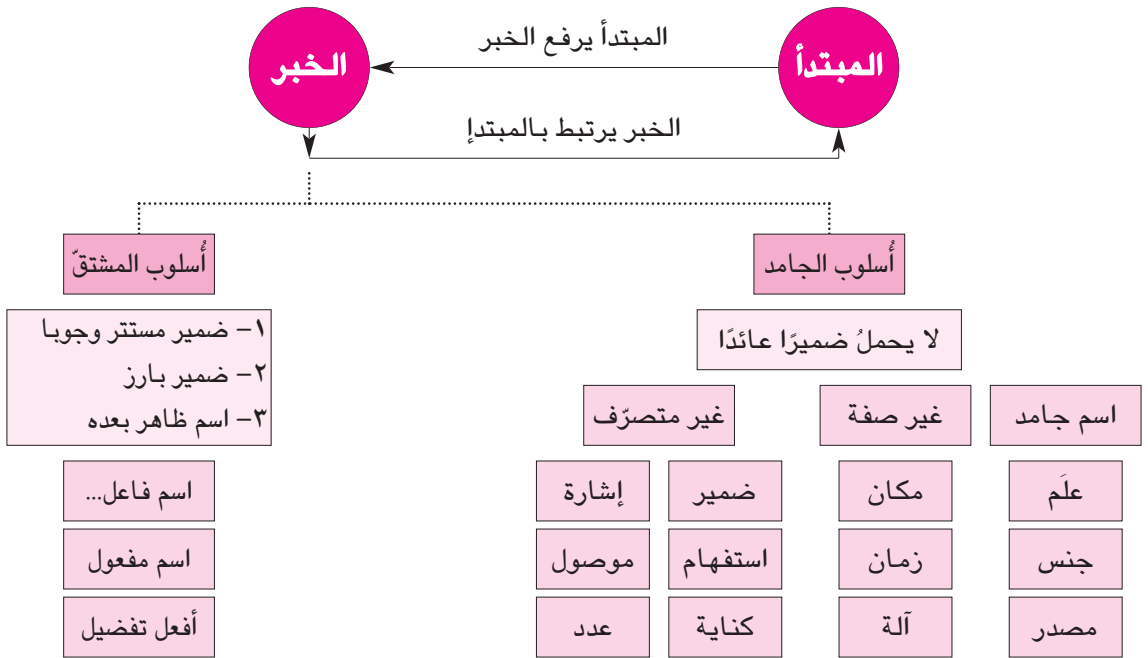 المبتدأ
المبتدأ يرفع الخبر
الخبر
الخبر يرتبط بالمبتدإ
أُسلوب الجامد
أُسلوب المشتقّ
لا يحملُ ضميرًا عائدًا
١– ضمير مستتر وجوبا
٢– ضمير بارز
٣– اسم ظاهر بعده
اسم جامد
غير صفة
غير متصرّف
علَم
مكان
ضمير
إشارة
اسم فاعل...
جنس
زمان
استفهام
موصول
اسم مفعول
مصدر
آلة
كناية
عدد
أفعل تفضيل